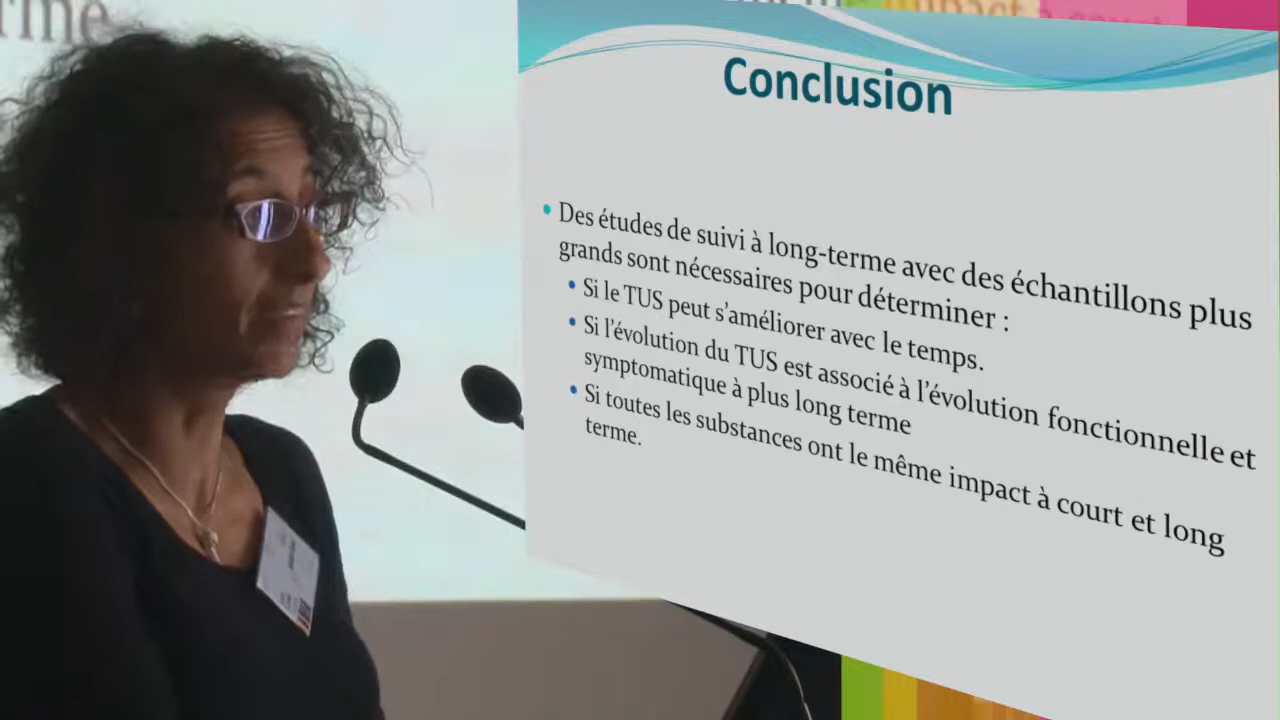 Conclusion
• Des études de suivi à long-terme avec des échantillons plus
grands sont nécessaires pour déterminer :
• Si le TUS peut s'améliorer avec le temps.
• Si l'évolution du TUS est associé à l'évolution fonctionnelle et
symptomatique à plus long terme
• Si toutes les substances ont le même impact à court et long
terme.